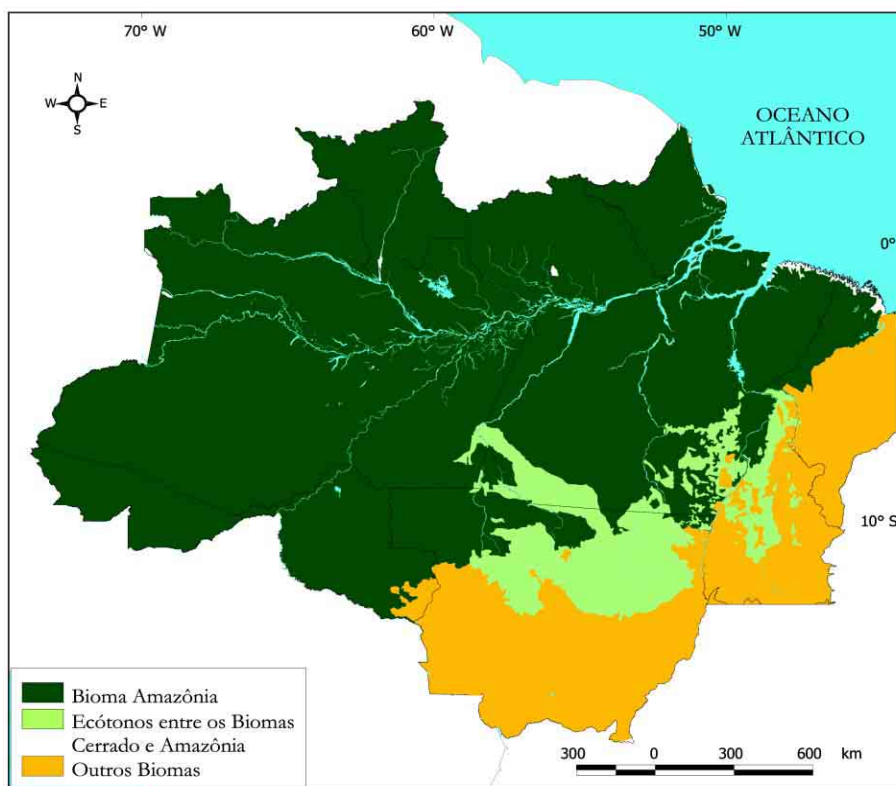 70° W
60° W
50° W
N
W
E
S
OCEANO
ATLÂNTICO
0°
10° S
Bioma Amazônia
Ecótonos entre os Biomas
Cerrado e Amazônia
Outros Biomas
300 0 300 600 km